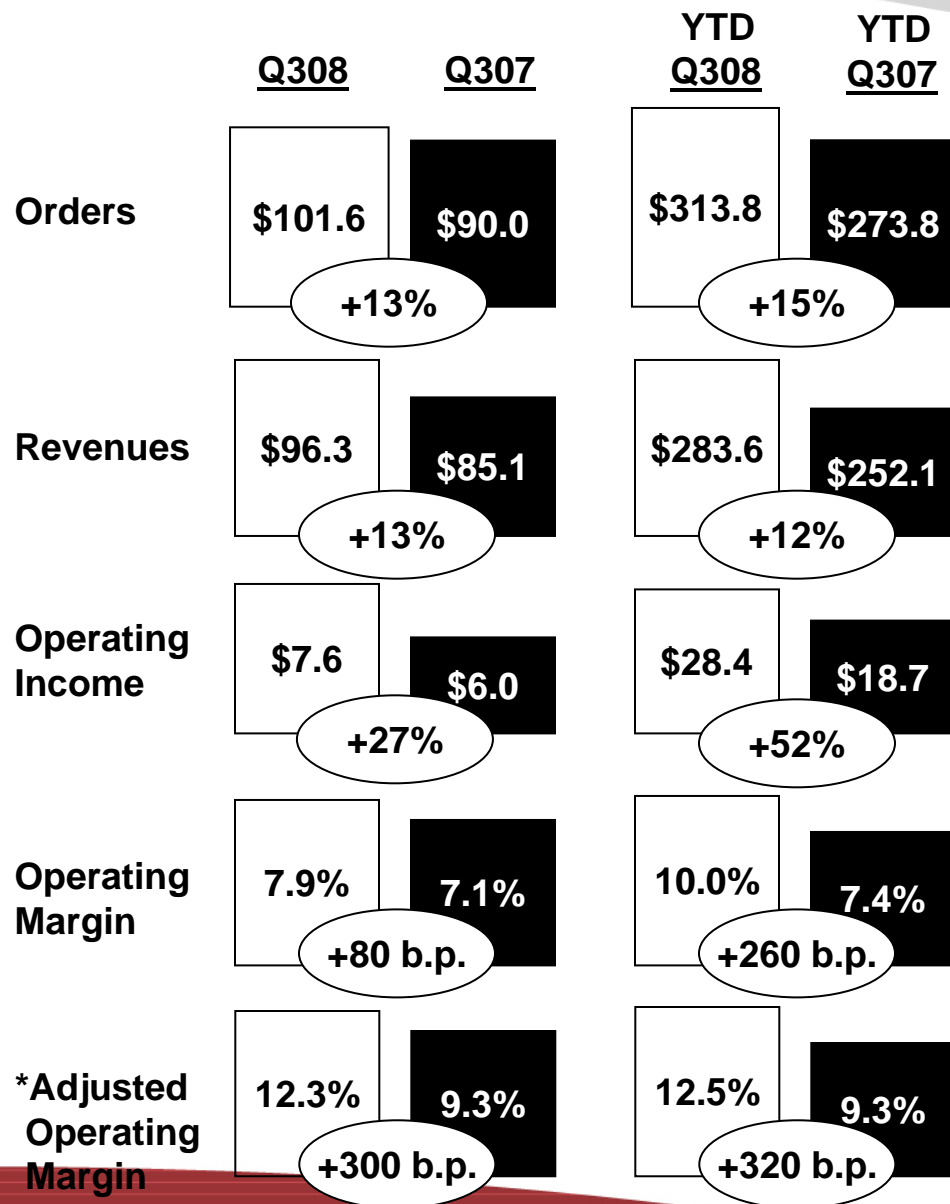 YTD YTD
Q308 Q307 Q308 Q307
Orders $101.6 $90.0 $313.8 $273.8
+13% +15%
Revenues $96.3 $85.1 $283.6 $252.1
+13% +12%
Operating
Income $7.6 $6.0 $28.4 $18.7
+27% +52%
Operating
Margin 7.9% 7.1% 10.0% 7.4%
+80 b.p. +260 b.p.
*Adjusted
Operating
Margin 12.3% 9.3% 12.5% 9.3%
+300 b.p. +320 b.p.